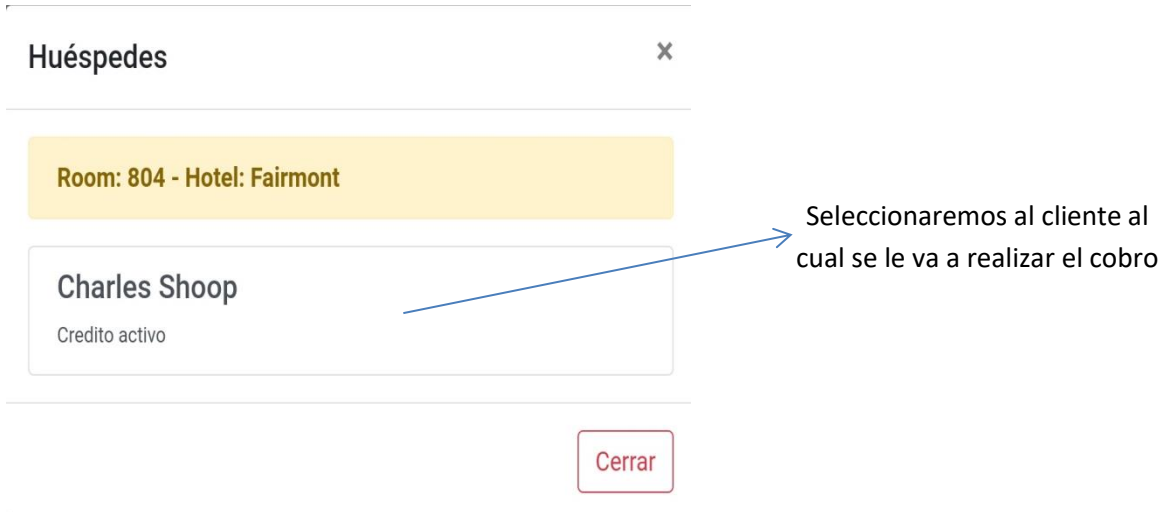 Huéspedes
×
Room: 804 - Hotel: Fairmont
Charles Shoop
Credito activo
Cerrar
Seleccionaremos al cliente al
cual se le va a realizar el cobro